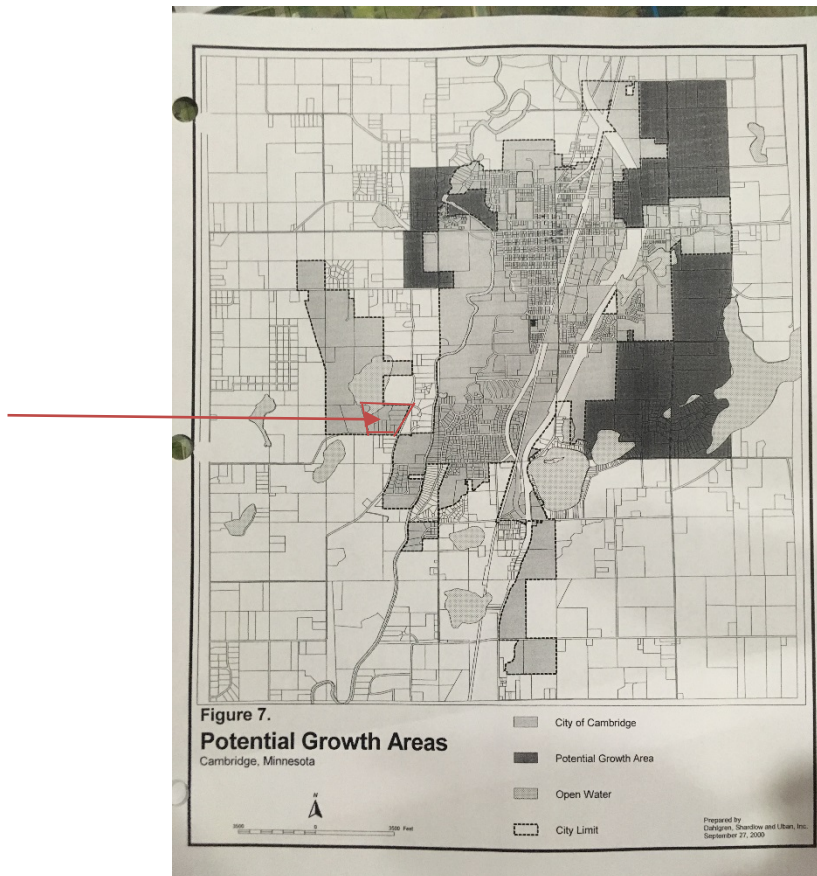 Figure 7.
Potential Growth Areas
Cambridge, Minnesota
N
3500 0 3500 Feet
City of Cambridge
Potential Growth Area
Open Water
City Limit
Prepared by
Dahlgren, Shardlow and Uban, Inc.
September 27, 2000